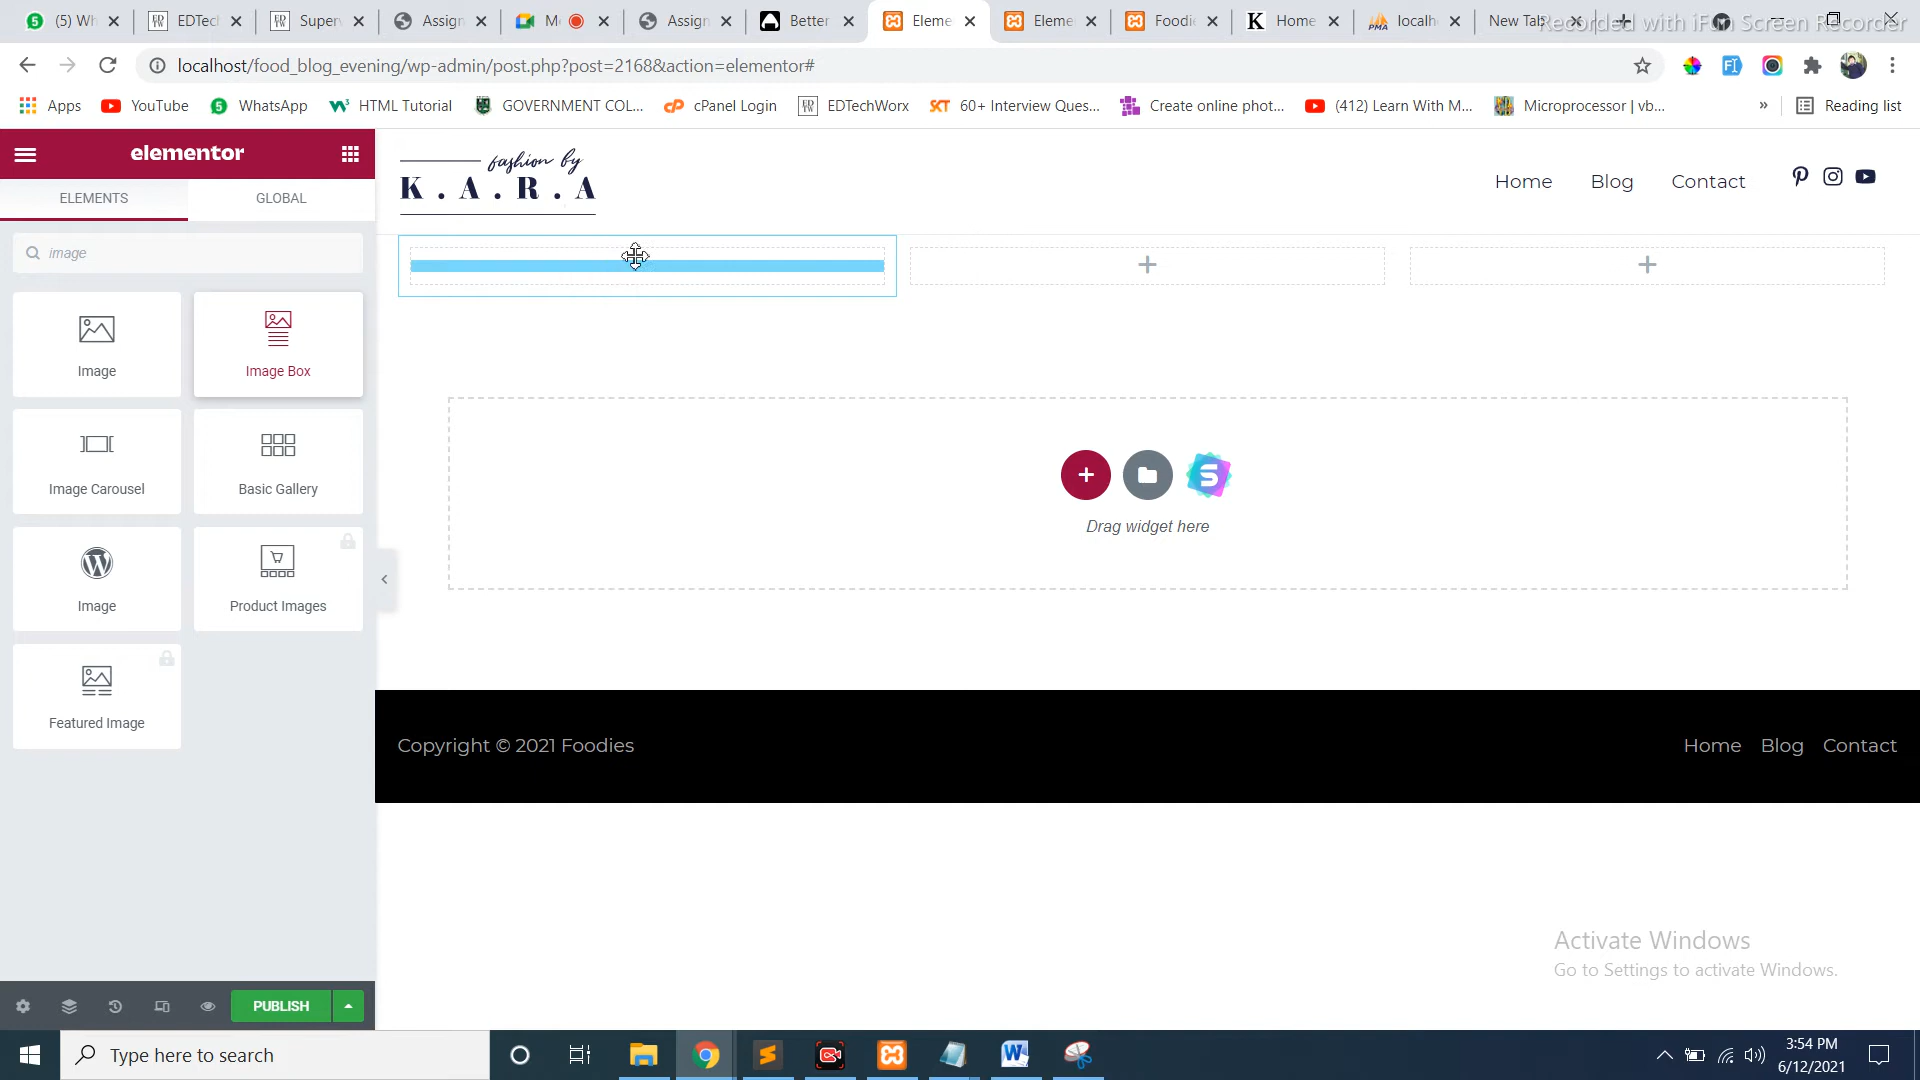 (5) Wh
EDTech
Superv
Assign
M
Assign
Better
Eleme
Eleme
Foodie
Home
localh
New Tab
Recorded with iFun Screen Recorder
localhost/food_blog_evening/wp-admin/post.php?post=2168&action=elementor#
Apps
YouTube
WhatsApp
HTML Tutorial
GOVERNMENT COL...
cPanel Login
EDTechWorx
60+ Interview Ques...
Create online phot...
(412) Learn With M...
Microprocessor | vb...
»
Reading list
elementor
ELEMENTS
GLOBAL
image
Image
Image Box
Image Carousel
Basic Gallery
Image
Product Images
Featured Image
PUBLISH
fashion by
K.A.R.A
Home
Blog
Contact
Drag widget here
Copyright © 2021 Foodies
Home
Blog
Contact
Activate Windows
Go to Settings to activate Windows.
Type here to search
3:54 PM
6/12/2021